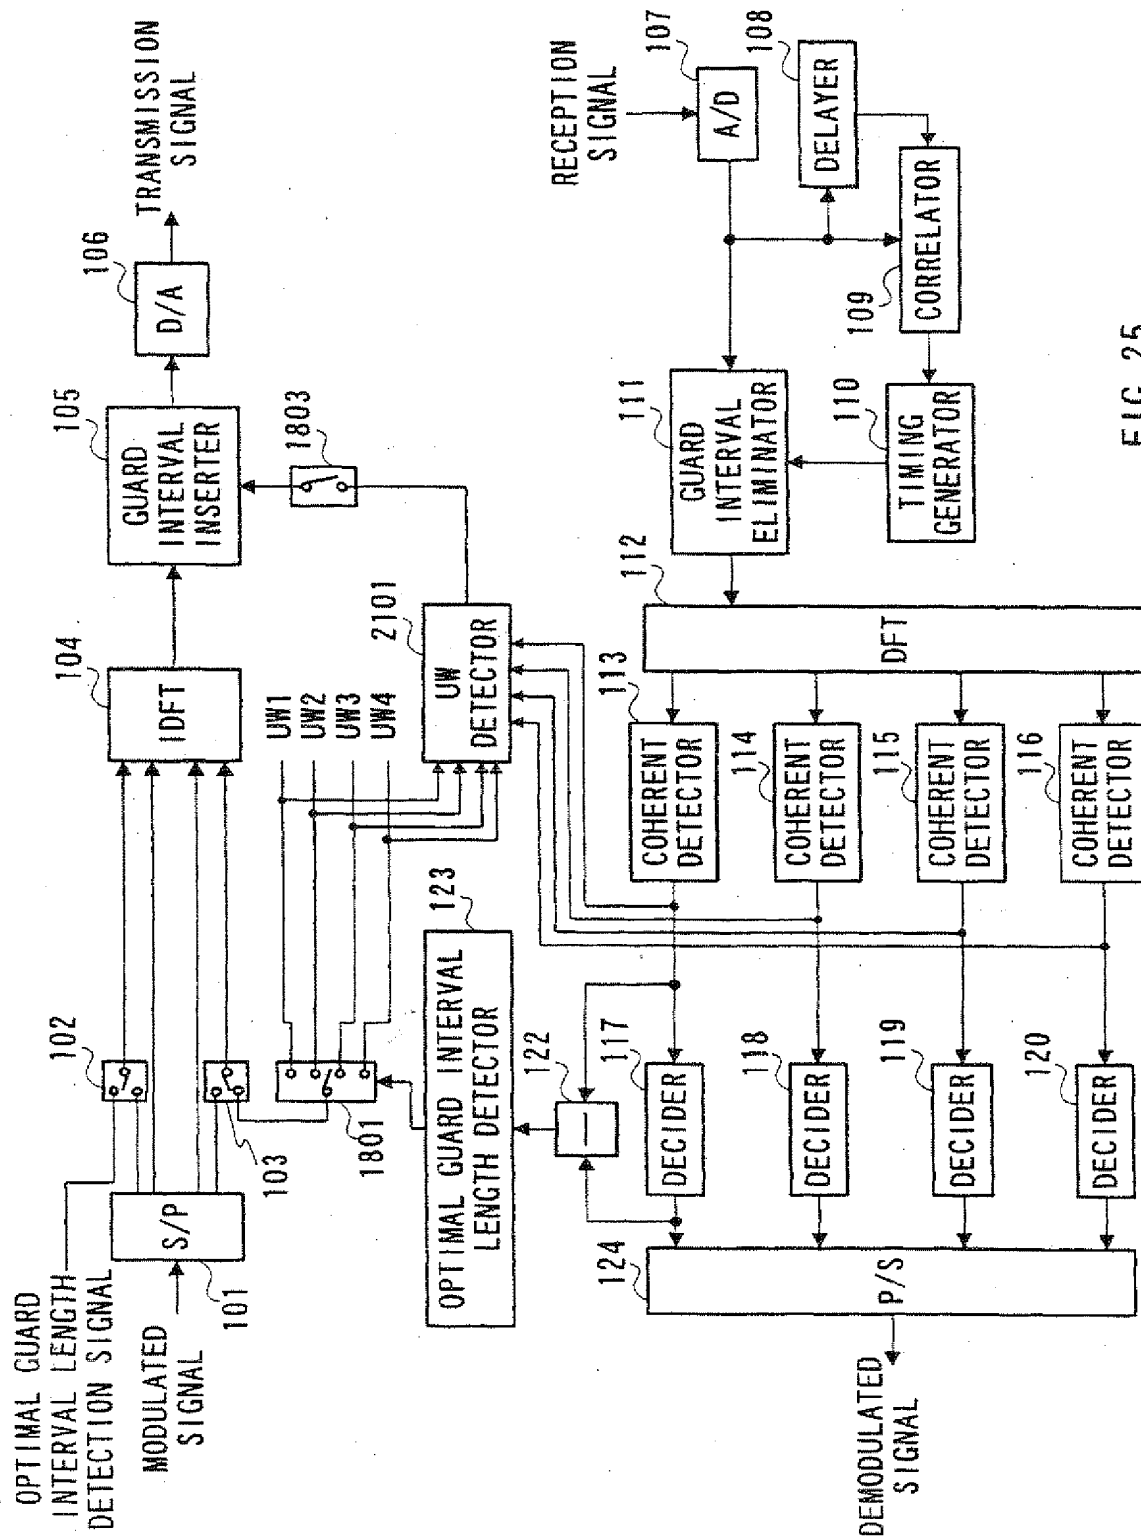 OPTIMAL GUARD
INTERVAL LENGTH
DETECTION SIGNAL
MODULATED
SIGNAL
101
S/P
102
103
104
IDFT
105
GUARD
INTERVAL
INSERTER
106
D/A
TRANSMISSION
SIGNAL
1801
UW1
UW2
UW3
UW4
1803
2101
UW
DETECTOR
123
OPTIMAL GUARD INTERVAL
LENGTH DETECTOR
122
RECEPTION
SIGNAL
107
A/D
108
DELAYER
109
CORRELATOR
110
TIMING
GENERATOR
111
GUARD
INTERVAL
ELIMINATOR
112
DFT
113
COHERENT
DETECTOR
114
COHERENT
DETECTOR
115
COHERENT
DETECTOR
116
COHERENT
DETECTOR
117
DECIDER
118
DECIDER
119
DECIDER
120
DECIDER
124
P/S
DEMODULATED
SIGNAL
FIG. 25